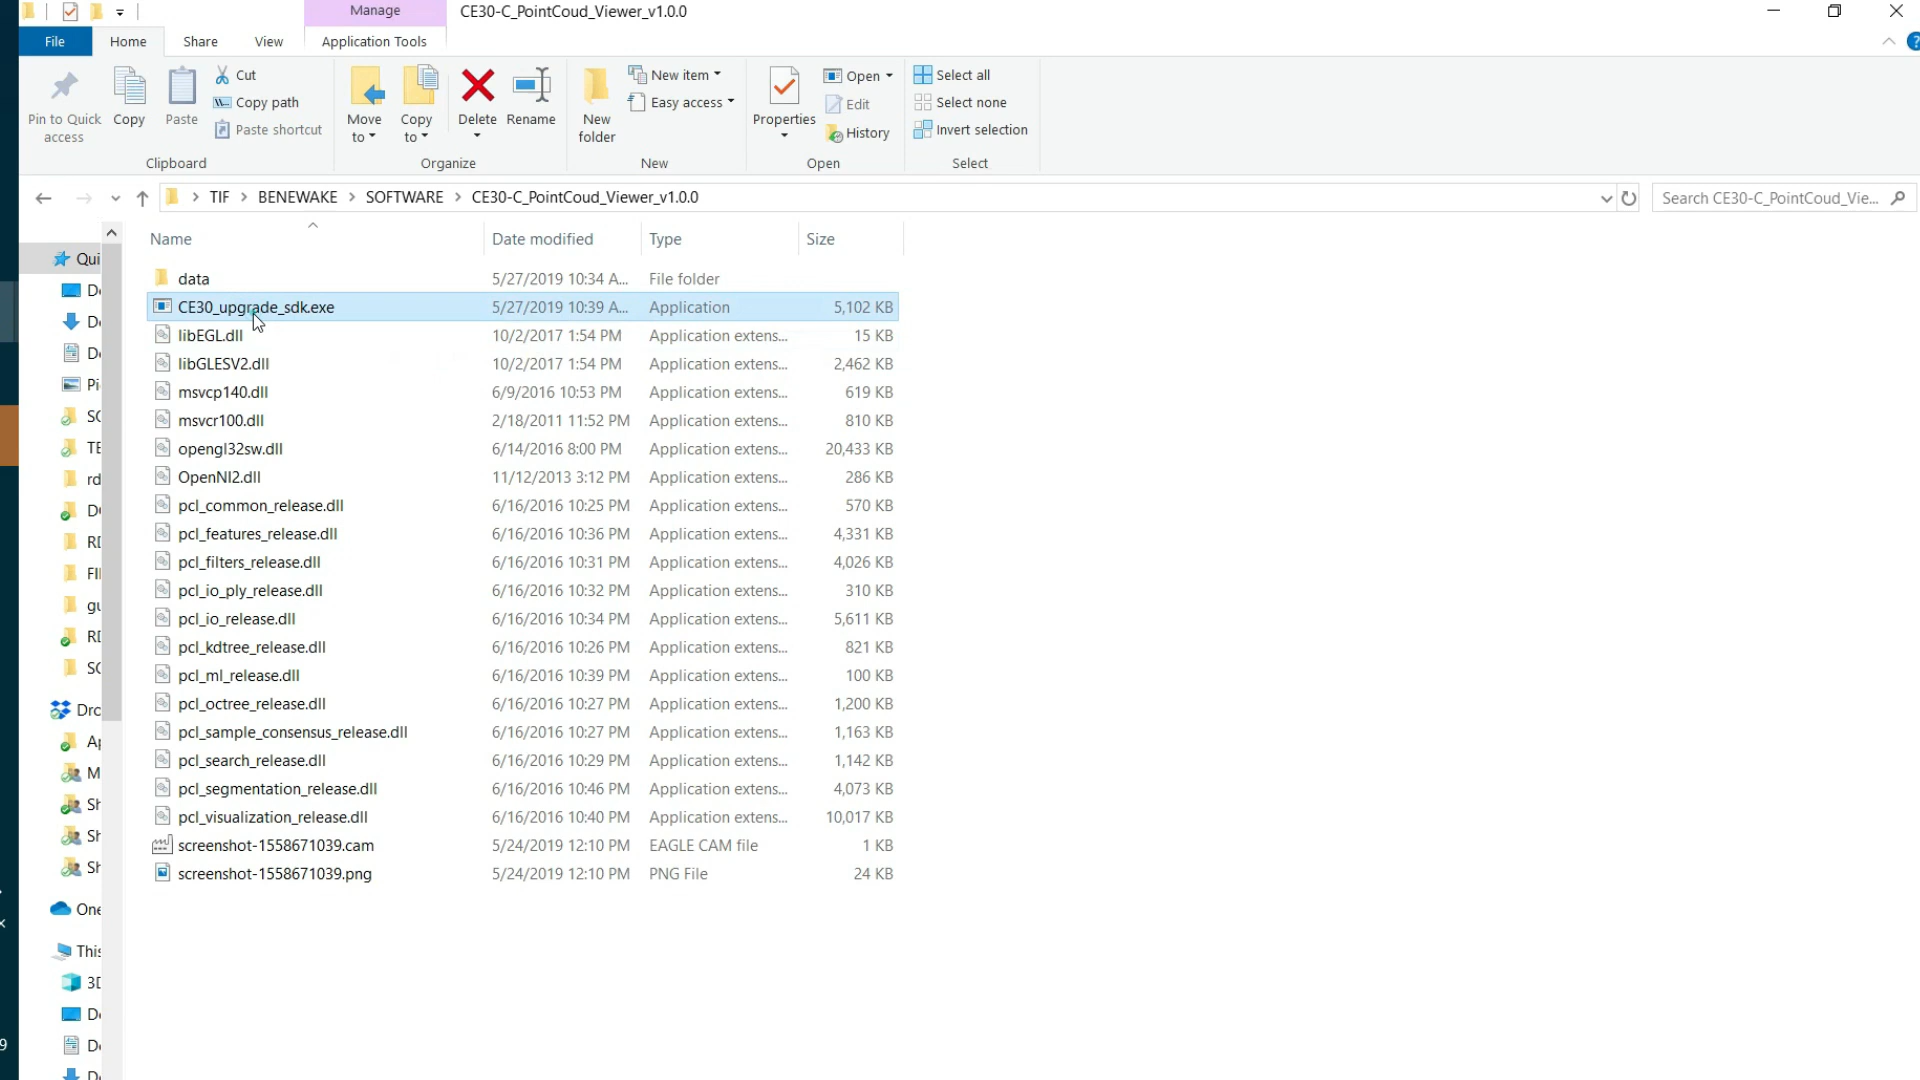 Manage
CE30-C_PointCoud_Viewer_v1.0.0
File
Home
Share
View
Application Tools
Pin to Quick access
Copy
Paste
Cut
Copy path
Paste shortcut
Clipboard
Move to
Copy to
Delete
Rename
Organize
New folder
New item
Easy access
New
Properties
Open
Edit
History
Open
Select all
Select none
Invert selection
Select
TIF > BENEWAKE > SOFTWARE > CE30-C_PointCoud_Viewer_v1.0.0
Search CE30-C_PointCoud_Vie...
Name Date modified Type Size
data 5/27/2019 10:34 A... File folder
CE30_upgrade_sdk.exe 5/27/2019 10:39 A... Application 5,102 KB
libEGL.dll 10/2/2017 1:54 PM Application extens... 15 KB
libGLESV2.dll 10/2/2017 1:54 PM Application extens... 2,462 KB
msvcp140.dll 6/9/2016 10:53 PM Application extens... 619 KB
msvcr100.dll 2/18/2011 11:52 PM Application extens... 810 KB
opengl32sw.dll 6/14/2016 8:00 PM Application extens... 20,433 KB
OpenNI2.dll 11/12/2013 3:12 PM Application extens... 286 KB
pcl_common_release.dll 6/16/2016 10:25 PM Application extens... 570 KB
pcl_features_release.dll 6/16/2016 10:36 PM Application extens... 4,331 KB
pcl_filters_release.dll 6/16/2016 10:31 PM Application extens... 4,026 KB
pcl_io_ply_release.dll 6/16/2016 10:32 PM Application extens... 310 KB
pcl_io_release.dll 6/16/2016 10:34 PM Application extens... 5,611 KB
pcl_kdtree_release.dll 6/16/2016 10:26 PM Application extens... 821 KB
pcl_ml_release.dll 6/16/2016 10:39 PM Application extens... 100 KB
pcl_octree_release.dll 6/16/2016 10:27 PM Application extens... 1,200 KB
pcl_sample_consensus_release.dll 6/16/2016 10:27 PM Application extens... 1,163 KB
pcl_search_release.dll 6/16/2016 10:29 PM Application extens... 1,142 KB
pcl_segmentation_release.dll 6/16/2016 10:46 PM Application extens... 4,073 KB
pcl_visualization_release.dll 6/16/2016 10:40 PM Application extens... 10,017 KB
screenshot-1558671039.cam 5/24/2019 12:10 PM EAGLE CAM file 1 KB
screenshot-1558671039.png 5/24/2019 12:10 PM PNG File 24 KB
Qui
Pi
Dro
One
This
3D